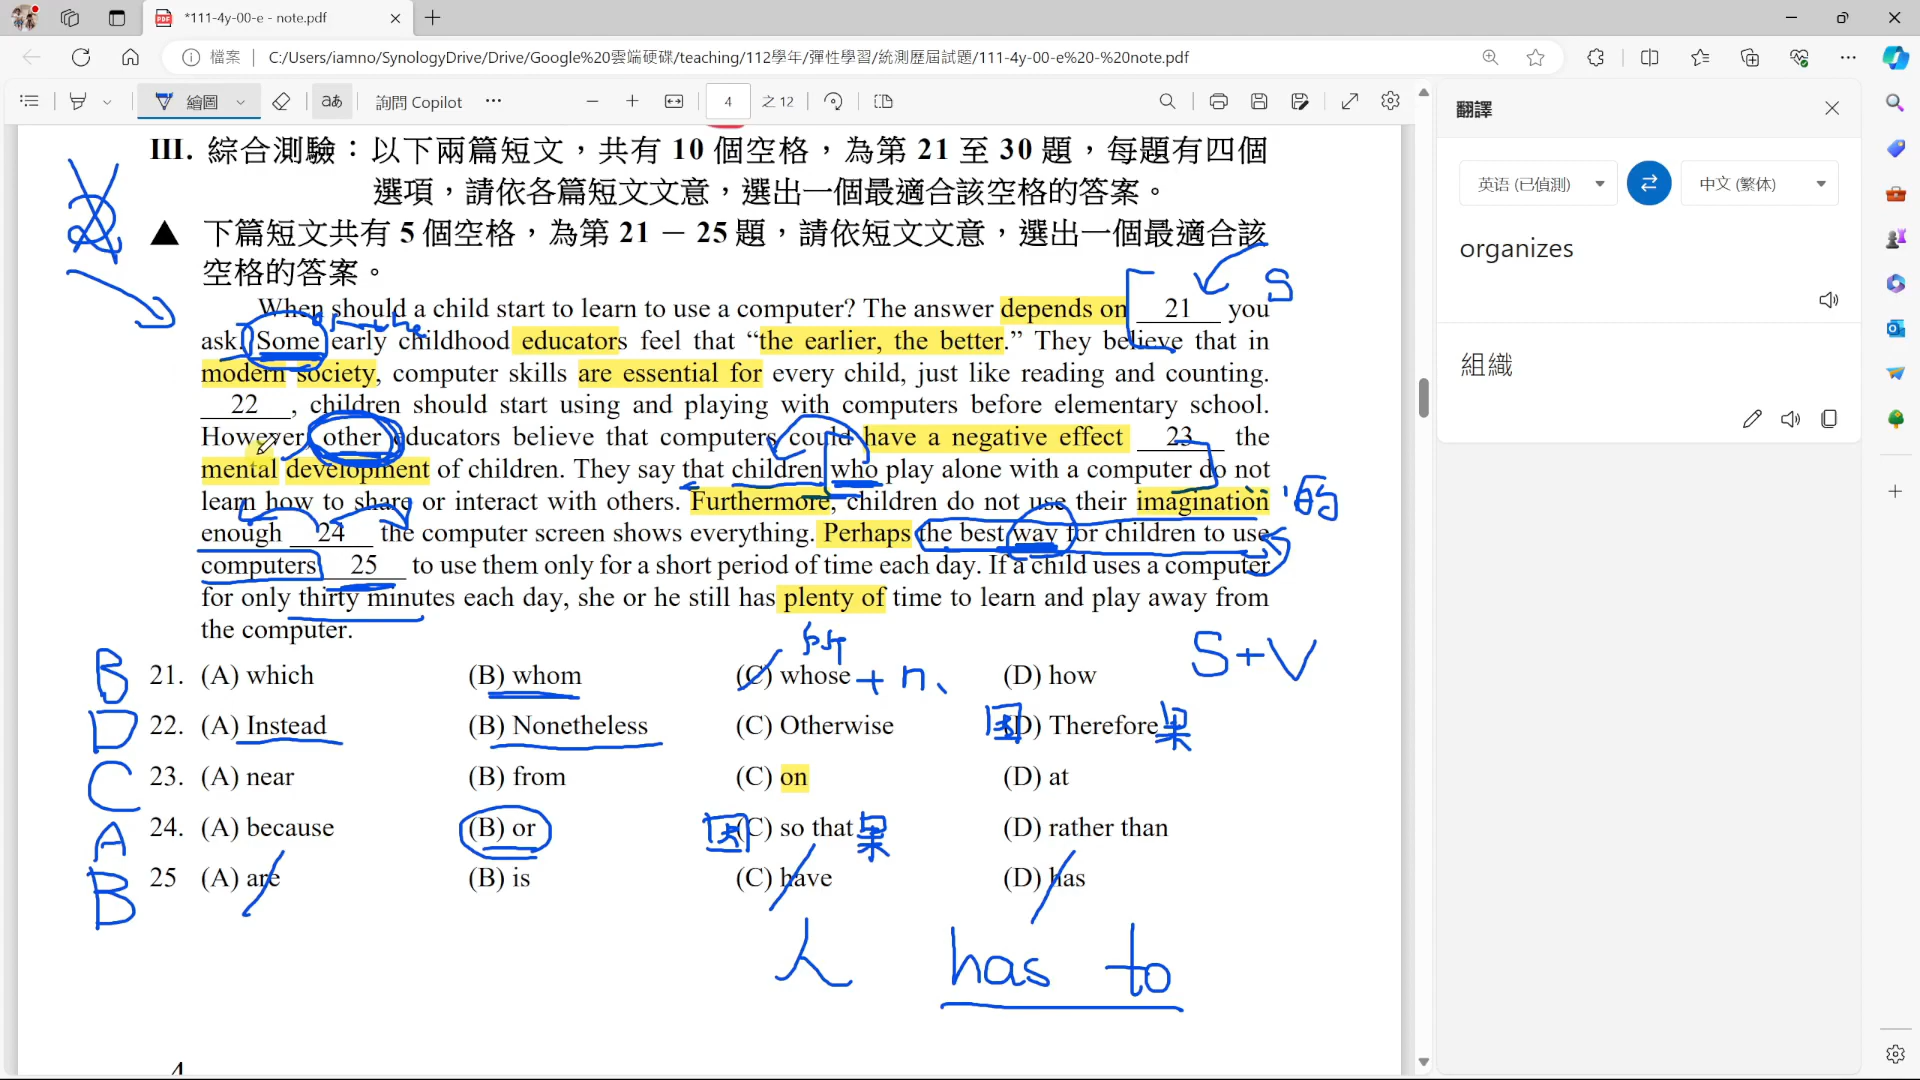 *111-4y-00-e - note.pdf
檔案 | C:/Users/iamno/SynologyDrive/Drive/Google%20雲端硬碟/teaching/112學年/彈性學習/統測歷屆試題/111-4y-00-e%20-%20note.pdf
繪圖 aあ 詢問 Copilot 4 之 12
翻譯
英语 (已偵測) 中文 (繁体)
organizes
組織
III. 綜合測驗：以下兩篇短文，共有 10 個空格，為第 21 至 30 題，每題有四個
選項，請依各篇短文文意，選出一個最適合該空格的答案。
▲ 下篇短文共有 5 個空格，為第 21 － 25 題，請依短文文意，選出一個最適合該
空格的答案。
S
When should a child start to learn to use a computer? The answer depends on 21 you
ask. Some early childhood educators feel that “the earlier, the better.” They believe that in
modern society, computer skills are essential for every child, just like reading and counting.
22 , children should start using and playing with computers before elementary school.
However, other educators believe that computers could have a negative effect 23 the
mental development of children. They say that children who play alone with a computer do not
learn how to share or interact with others. Furthermore, children do not use their imagination
的
enough 24 the computer screen shows everything. Perhaps the best way for children to use
computers 25 to use them only for a short period of time each day. If a child uses a computer
for only thirty minutes each day, she or he still has plenty of time to learn and play away from
the computer.
S+V
B 21. (A) which (B) whom (C) whose + n. (D) how
D 22. (A) Instead (B) Nonetheless (C) Otherwise 因 (D) Therefore 果
C 23. (A) near (B) from (C) on (D) at
A 24. (A) because (B) or 因 (C) so that 果 (D) rather than
B 25 (A) are (B) is (C) have (D) has
人 has to
4